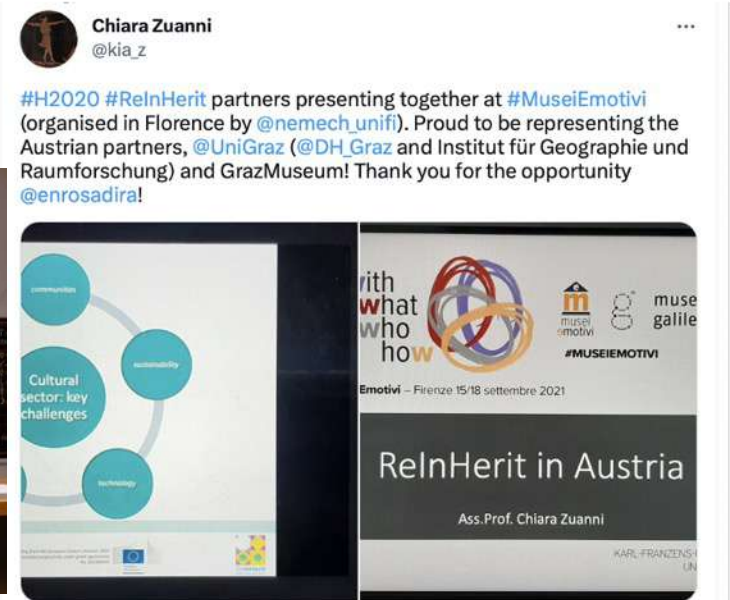 Chiara Zuanni
@kia_z
#H2020 #ReInHerit partners presenting together at #MuseiEmotivi
(organised in Florence by @nemech_unifi). Proud to be representing the
Austrian partners, @UniGraz (@DH_Graz and Institut für Geographie und
Raumforschung) and GrazMuseum! Thank you for the opportunity
@enrosadira!
communities
sustainability
Cultural
sector: key
challenges
technology
ith
what
who
how
musei
emotivi
muse
galile
#MUSEIEMOTIVI
Emotivi – Firenze 15/18 settembre 2021
ReInHerit in Austria
Ass.Prof. Chiara Zuanni
KARL-FRANZENS-
UN